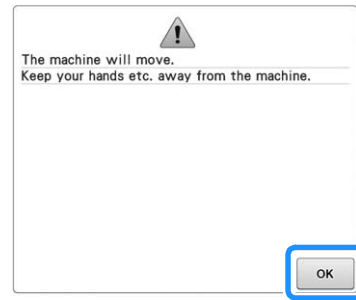 The machine will move.
Keep your hands etc. away from the machine.
OK